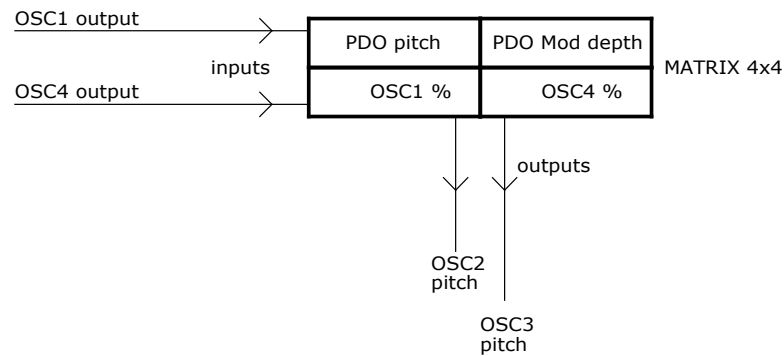 OSC1 output
PDO pitch
PDO Mod depth
inputs
MATRIX 4x4
OSC4 output
OSC1 %
OSC4 %
outputs
OSC2
pitch
OSC3
pitch